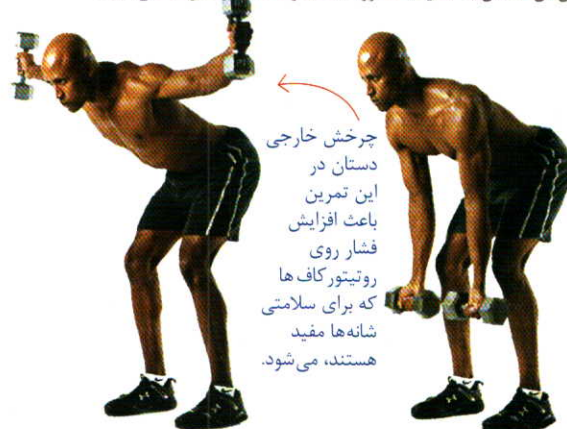 چرخش خارجی
دستان در
این تمرین
باعث افزایش
فشار روی
روتیتورکاف‌ها
که برای سلامتی
شانه‌ها مفید
هستند، می‌شود.